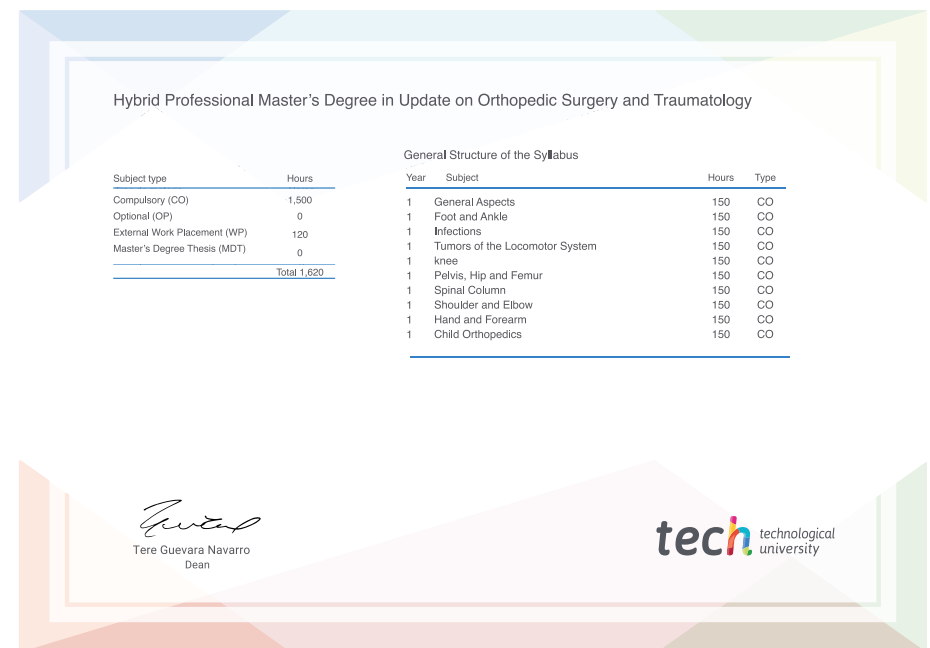 Hybrid Professional Master's Degree in Update on Orthopedic Surgery and Traumatology
Subject type Hours
Compulsory (CO) 1,500
Optional (OP) 0
External Work Placement (WP) 120
Master's Degree Thesis (MDT) 0
Total 1,620
General Structure of the Syllabus
Year Subject Hours Type
1 General Aspects 150 CO
1 Foot and Ankle 150 CO
1 Infections 150 CO
1 Tumors of the Locomotor System 150 CO
1 knee 150 CO
1 Pelvis, Hip and Femur 150 CO
1 Spinal Column 150 CO
1 Shoulder and Elbow 150 CO
1 Hand and Forearm 150 CO
1 Child Orthopedics 150 CO
Tere Guevara Navarro
Dean
tech technological
university